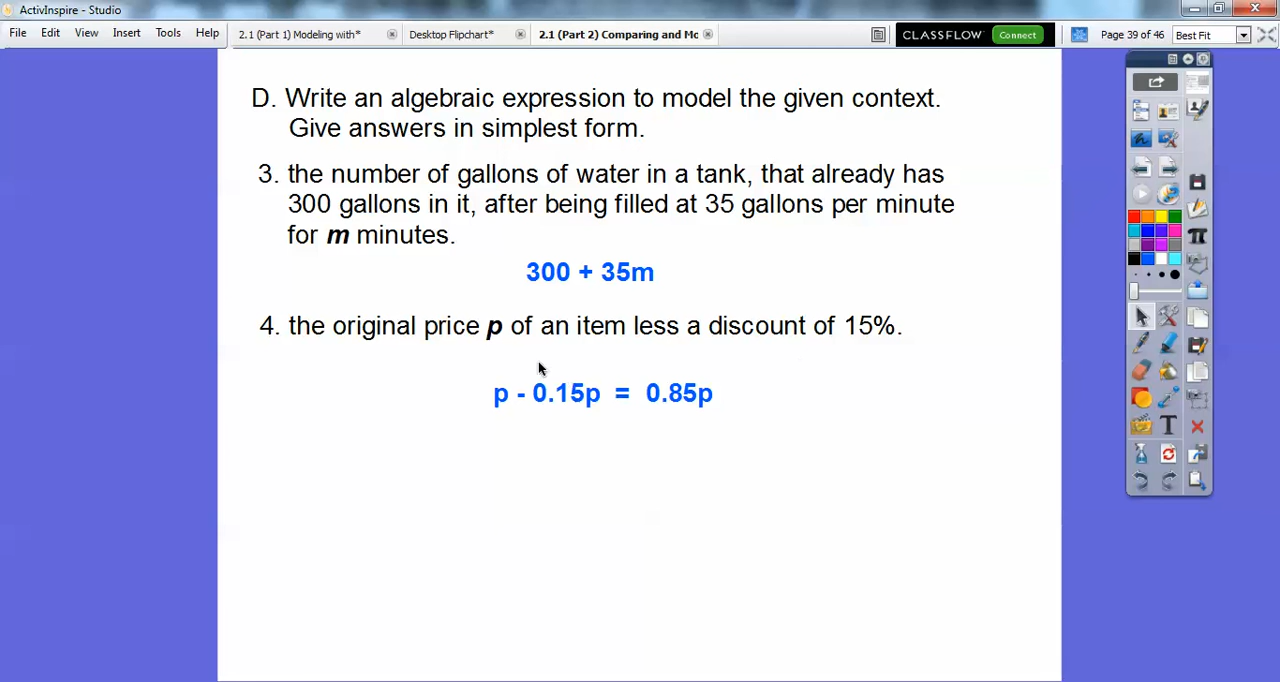 ActivInspire - Studio
File Edit View Insert Tools Help 2.1 (Part 1) Modeling with* Desktop Flipchart* 2.1 (Part 2) Comparing and Mo CLASSFLOW Connect Page 39 of 46 Best Fit
D. Write an algebraic expression to model the given context.
Give answers in simplest form.
3. the number of gallons of water in a tank, that already has
300 gallons in it, after being filled at 35 gallons per minute
for m minutes.
300 + 35m
4. the original price p of an item less a discount of 15%.
p - 0.15p = 0.85p